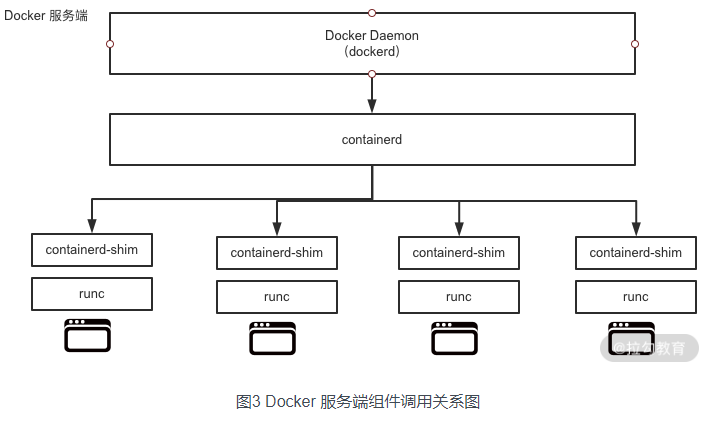 Docker 服务端
Docker Daemon
（dockerd）
containerd
containerd-shim
containerd-shim
containerd-shim
containerd-shim
runc
runc
runc
runc
@拉勾教育
图3 Docker 服务端组件调用关系图